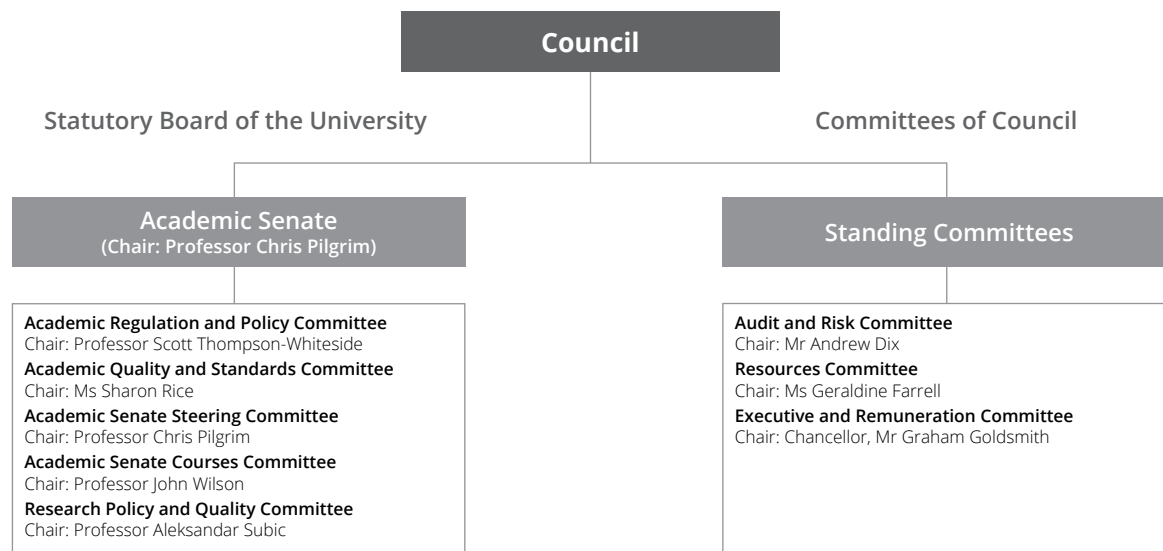 Council
Statutory Board of the University
Committees of Council
Academic Senate
(Chair: Professor Chris Pilgrim)
Standing Committees
Academic Regulation and Policy Committee
Chair: Professor Scott Thompson-Whiteside
Academic Quality and Standards Committee
Chair: Ms Sharon Rice
Academic Senate Steering Committee
Chair: Professor Chris Pilgrim
Academic Senate Courses Committee
Chair: Professor John Wilson
Research Policy and Quality Committee
Chair: Professor Aleksandar Subic
Audit and Risk Committee
Chair: Mr Andrew Dix
Resources Committee
Chair: Ms Geraldine Farrell
Executive and Remuneration Committee
Chair: Chancellor, Mr Graham Goldsmith